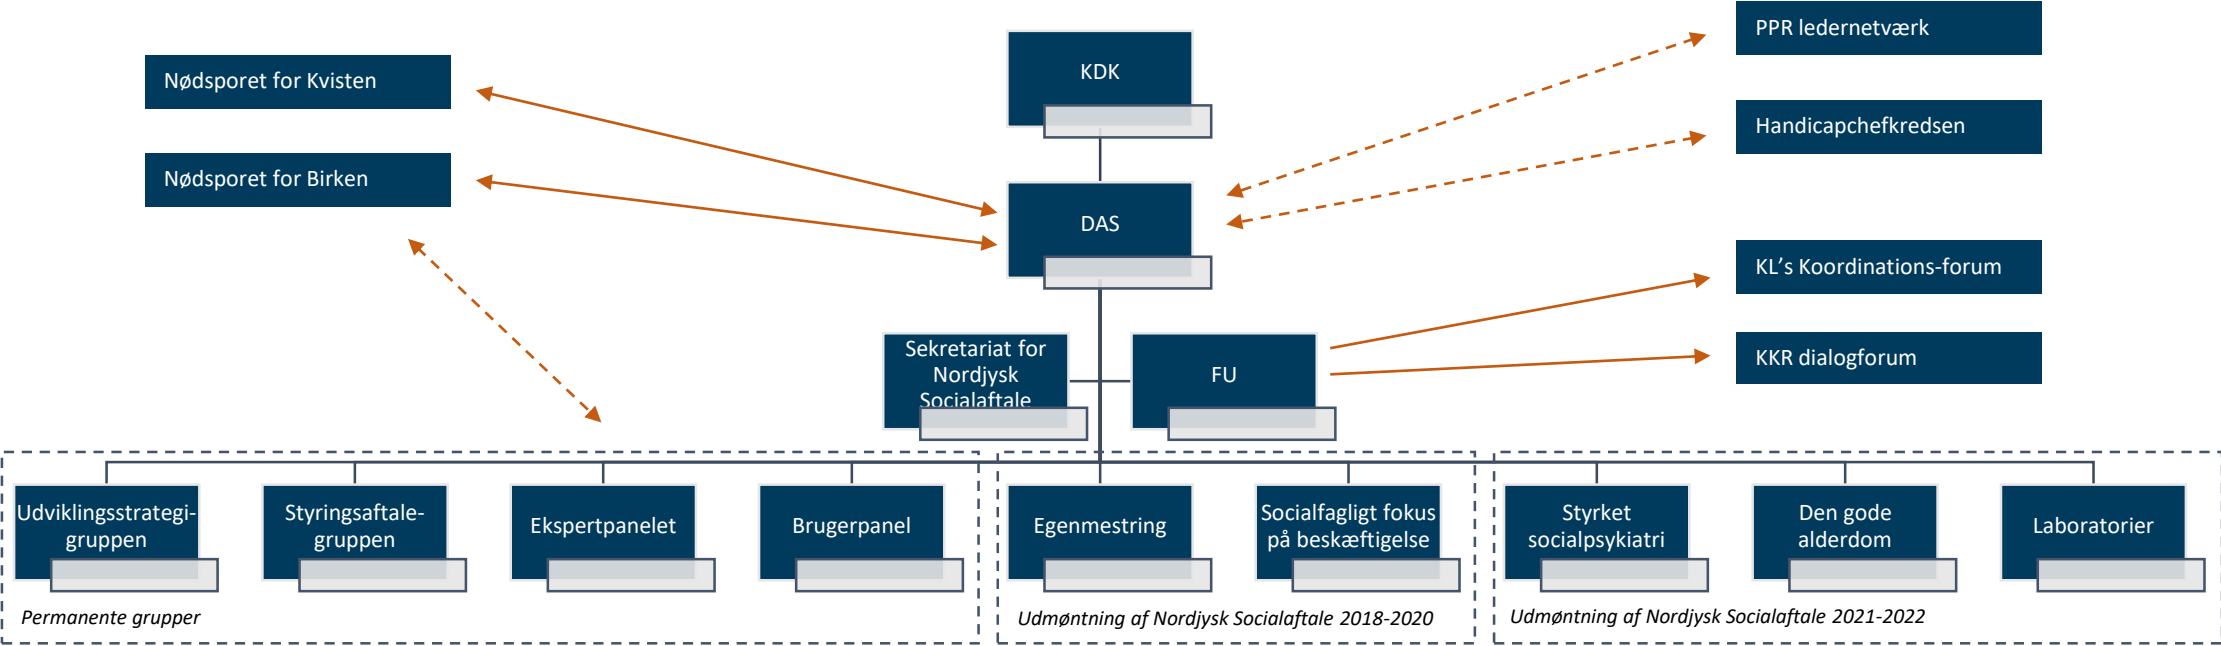 PPR ledernetværk
KDK
Nødsporet for Kvisten
Handicapchefkredsen
Nødsporet for Birken
DAS
KL's Koordinations-forum
Sekretariat for
Nordjysk
Socialaftale
FU
KKR dialogforum
Udviklingsstrategi-
gruppen
Styringsaftale-
gruppen
Ekspertpanelet
Brugerpanel
Egenmestring
Socialfagligt fokus
på beskæftigelse
Styrket
socialpsykiatri
Den gode
alderdom
Laboratorier
Permanente grupper
Udmøntning af Nordjysk Socialaftale 2018-2020
Udmøntning af Nordjysk Socialaftale 2021-2022